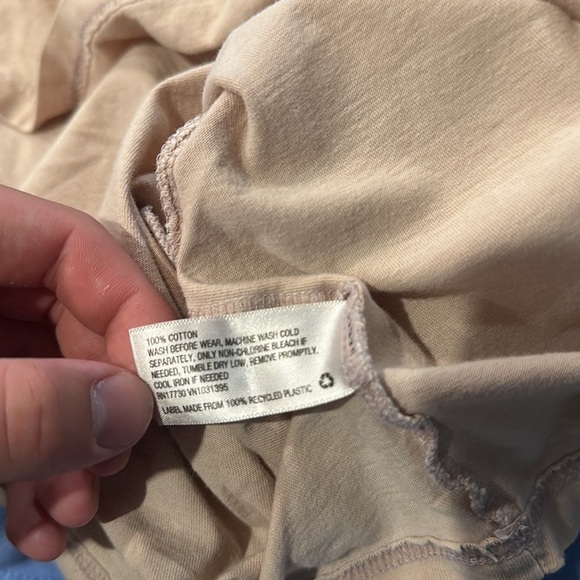 100% COTTON
WASH BEFORE WEAR, MACHINE WASH COLD
SEPARATELY, ONLY NON-CHLORINE BLEACH IF
NEEDED, TUMBLE DRY LOW, REMOVE PROMPTLY.
COOL IRON IF NEEDED
RN17730 VN1031395
LABEL MADE FROM 100% RECYCLED PLASTIC